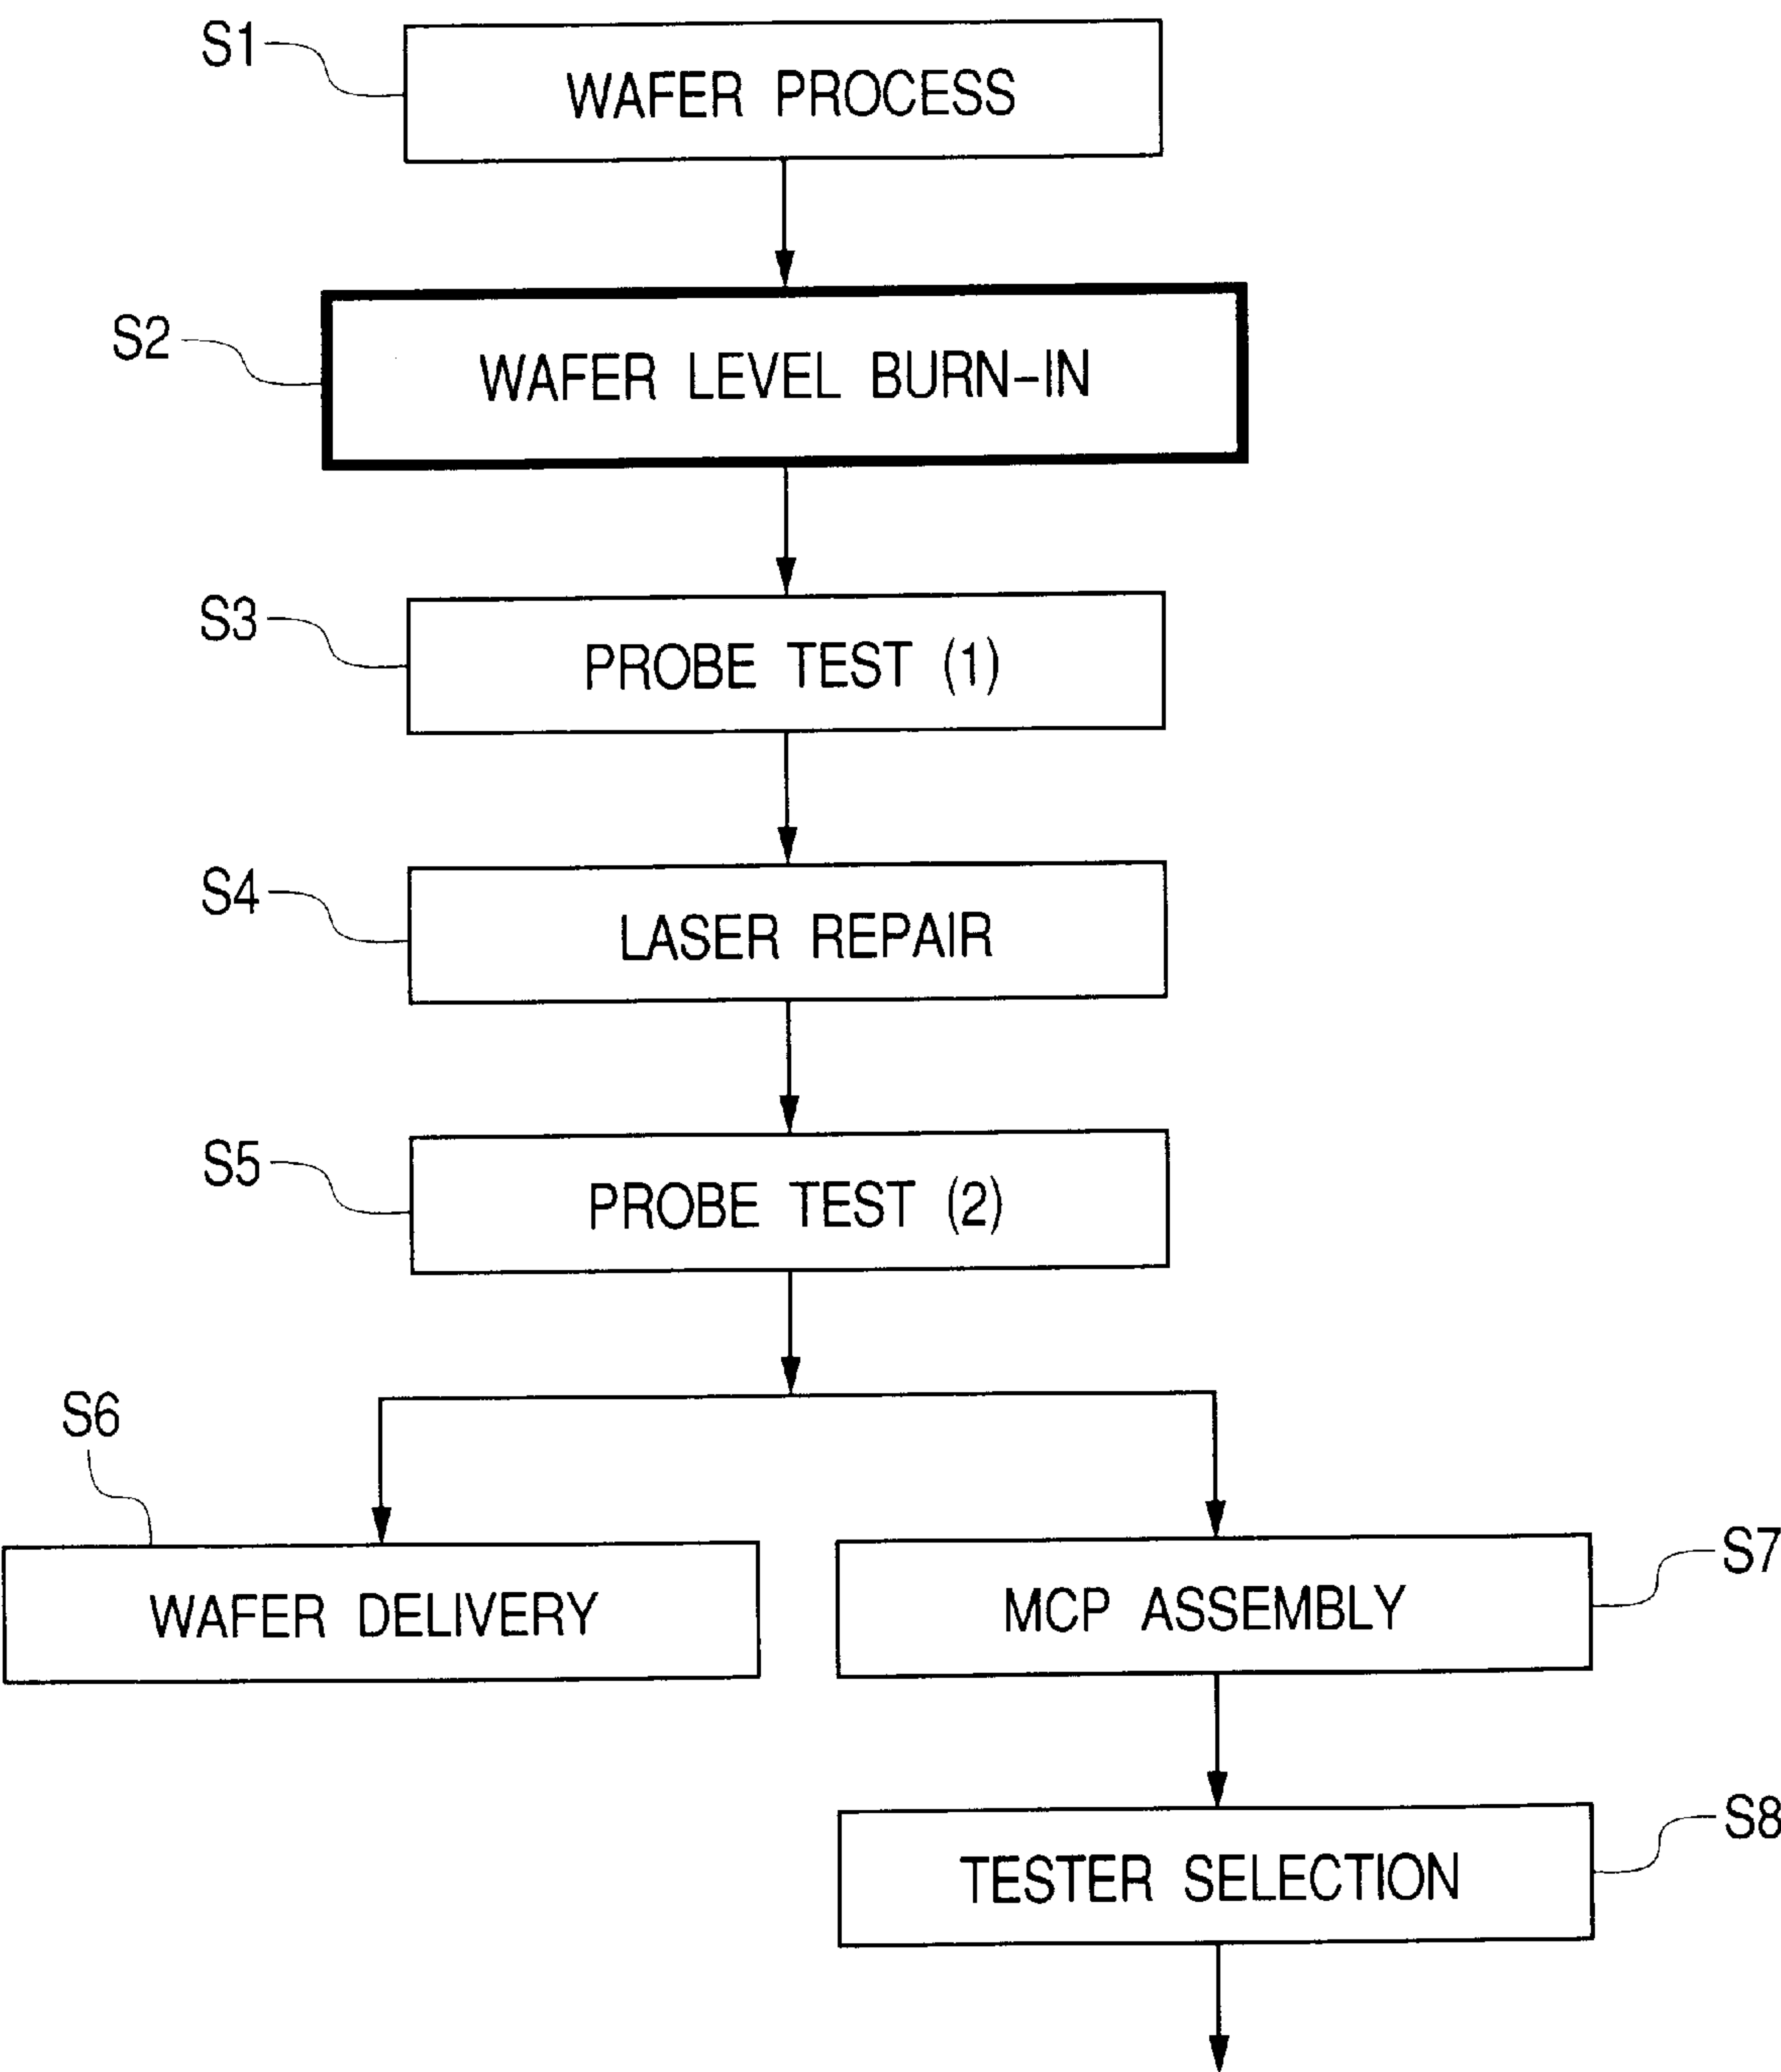 S1
WAFER PROCESS
S2
WAFER LEVEL BURN-IN
S3
PROBE TEST (1)
S4
LASER REPAIR
S5
PROBE TEST (2)
S6
WAFER DELIVERY
S7
MCP ASSEMBLY
S8
TESTER SELECTION